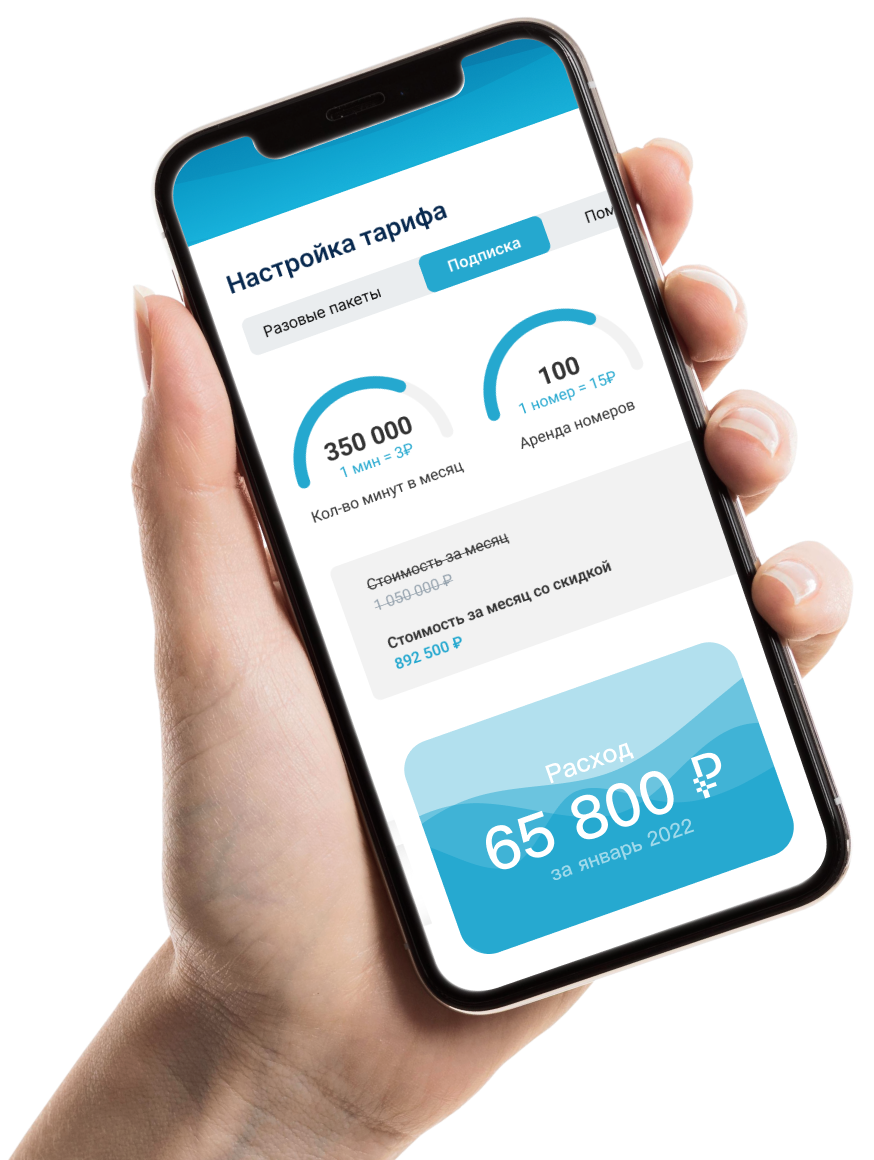 Настройка тарифа
Разовые пакеты
Подписка
Пом
350 000
1 мин = 3₽
Кол-во минут в месяц
100
1 номер = 15₽
Аренда номеров
Стоимость за месяц
1 050 000 ₽
Стоимость за месяц со скидкой
892 500 ₽
Расход
65 800 ₽
за январь 2022